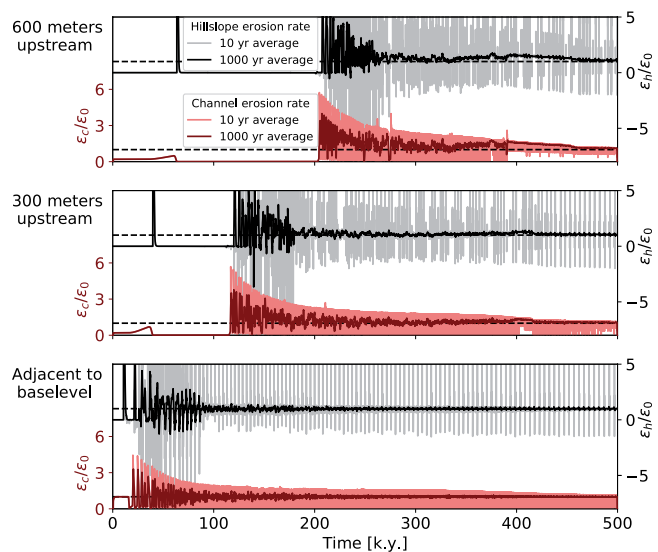 600 meters
upstream
Hillslope erosion rate
10 yr average
1000 yr average
Channel erosion rate
10 yr average
1000 yr average
εc/ε0
6
3
0
5
0
−5
εh/ε0
300 meters
upstream
εc/ε0
6
3
0
5
0
−5
εh/ε0
Adjacent to
baselevel
εc/ε0
6
3
0
5
0
−5
εh/ε0
0
100
200
300
400
500
Time [k.y.]